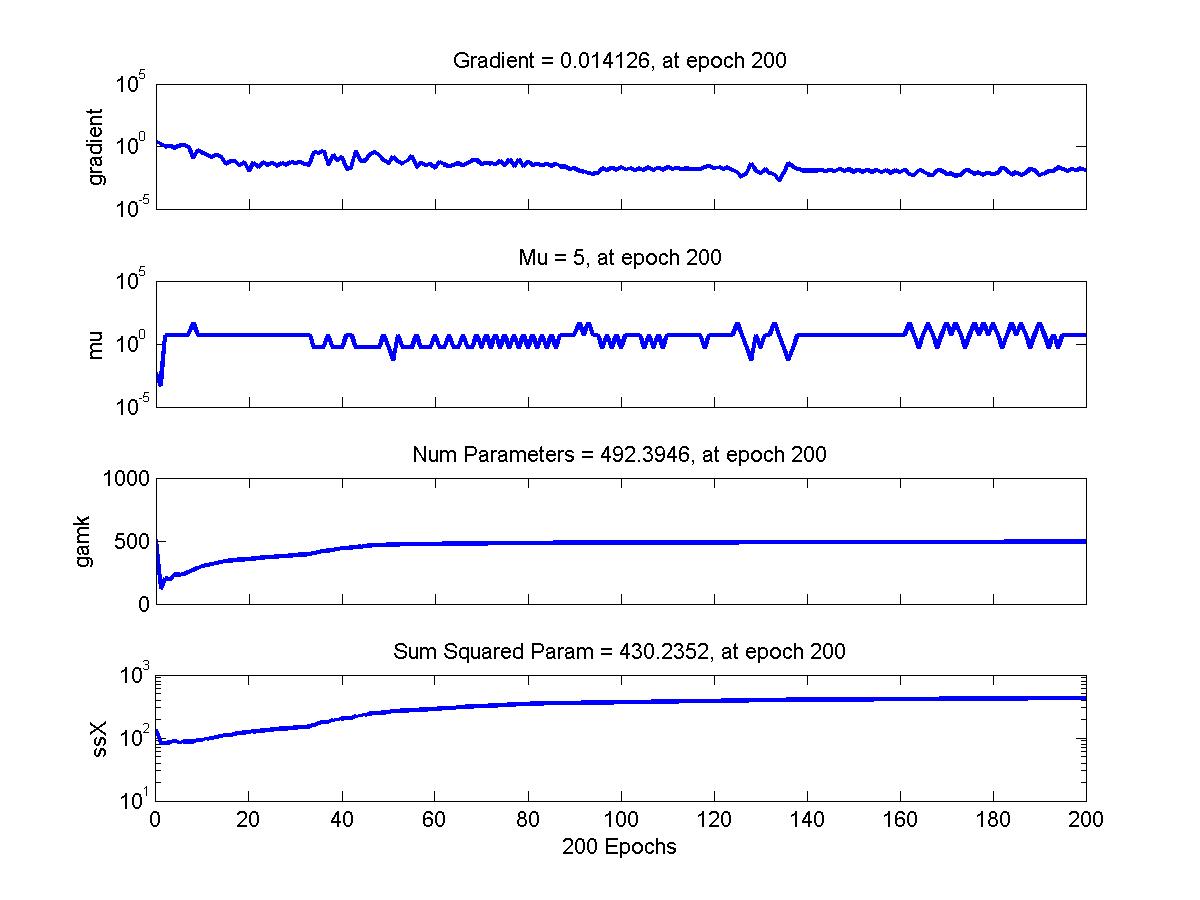 Gradient = 0.014126, at epoch 200
10^5
10^0
10^-5
gradient
Mu = 5, at epoch 200
10^5
10^0
10^-5
mu
Num Parameters = 492.3946, at epoch 200
1000
500
0
gamk
Sum Squared Param = 430.2352, at epoch 200
10^3
10^2
10^1
ssX
0 20 40 60 80 100 120 140 160 180 200
200 Epochs